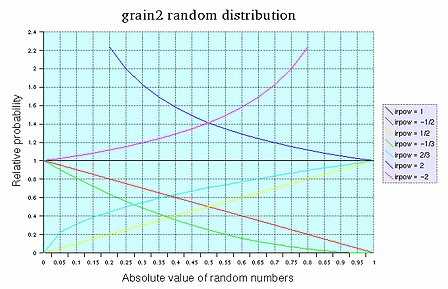 grain2 random distribution
2.4
2.2
2
1.8
1.6
1.4
1.2
1
0.8
0.6
0.4
0.2
0
Relative probability
0 0.05 0.1 0.15 0.2 0.25 0.3 0.35 0.4 0.45 0.5 0.55 0.6 0.65 0.7 0.75 0.8 0.85 0.9 0.95 1
Absolute value of random numbers
irpow = 1
irpow = -1/2
irpow = 1/2
irpow = -1/3
irpow = 2/3
irpow = 2
irpow = -2